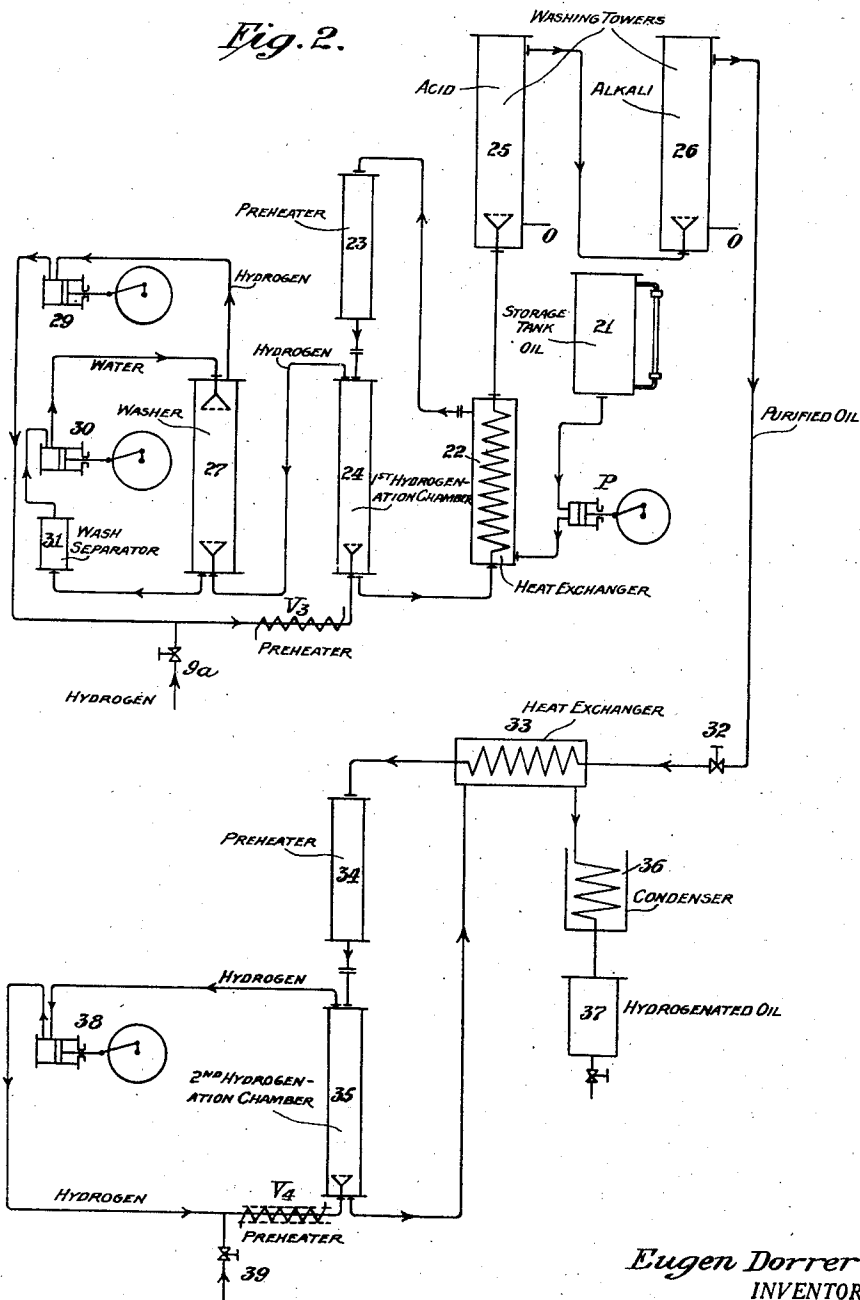 Fig. 2.
WASHING TOWERS
ACID
ALKALI
25
26
O
O
PREHEATER
23
HYDROGEN
29
STORAGE
TANK
OIL
21
HYDROGEN
WATER
PURIFIED OIL
WASHER
30
27
24
22
1ST HYDROGEN-
ATION CHAMBER
P
31
WASH
SEPARATOR
HEAT EXCHANGER
V3
PREHEATER
9a
HYDROGEN
HEAT EXCHANGER
33
32
PREHEATER
34
36
CONDENSER
HYDROGEN
37
HYDROGENATED OIL
38
2ND HYDROGEN-
ATION CHAMBER
35
HYDROGEN
V4
PREHEATER
39
Eugen Dorrer
INVENTOR